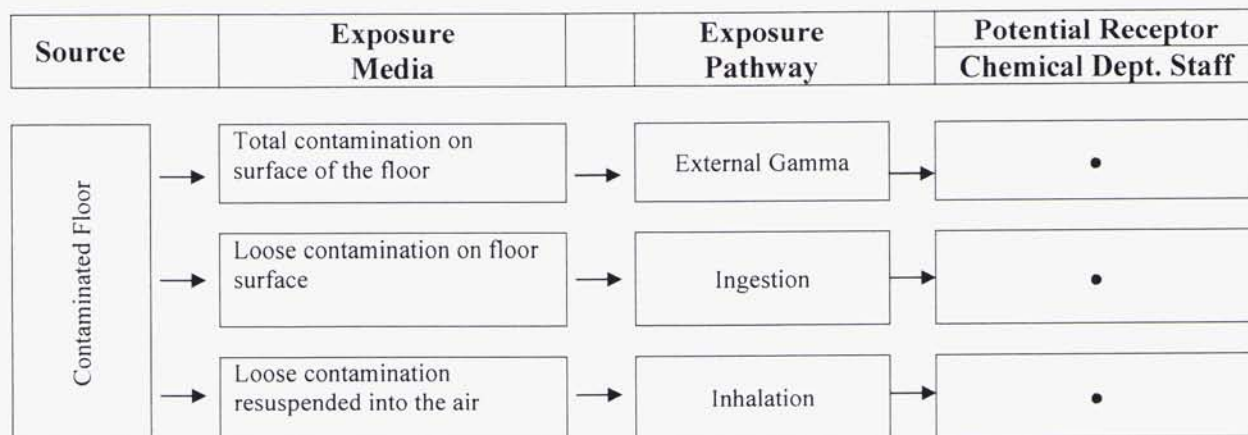 Source
Exposure
Media
Exposure
Pathway
Potential Receptor
Chemical Dept. Staff
Contaminated Floor
Total contamination on
surface of the floor
External Gamma
•
Loose contamination on floor
surface
Ingestion
•
Loose contamination
resuspended into the air
Inhalation
•